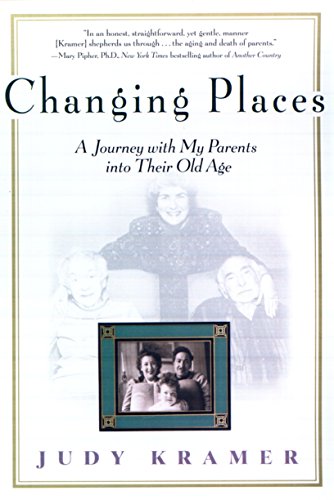 "In an honest, straightforward, yet gentle, manner
[Kramer] shepherds us through . . . the aging and death of parents."
—Mary Pipher, Ph.D., New York Times bestselling author of Another Country
Changing Places
A Journey with My Parents
into Their Old Age
JUDY KRAMER